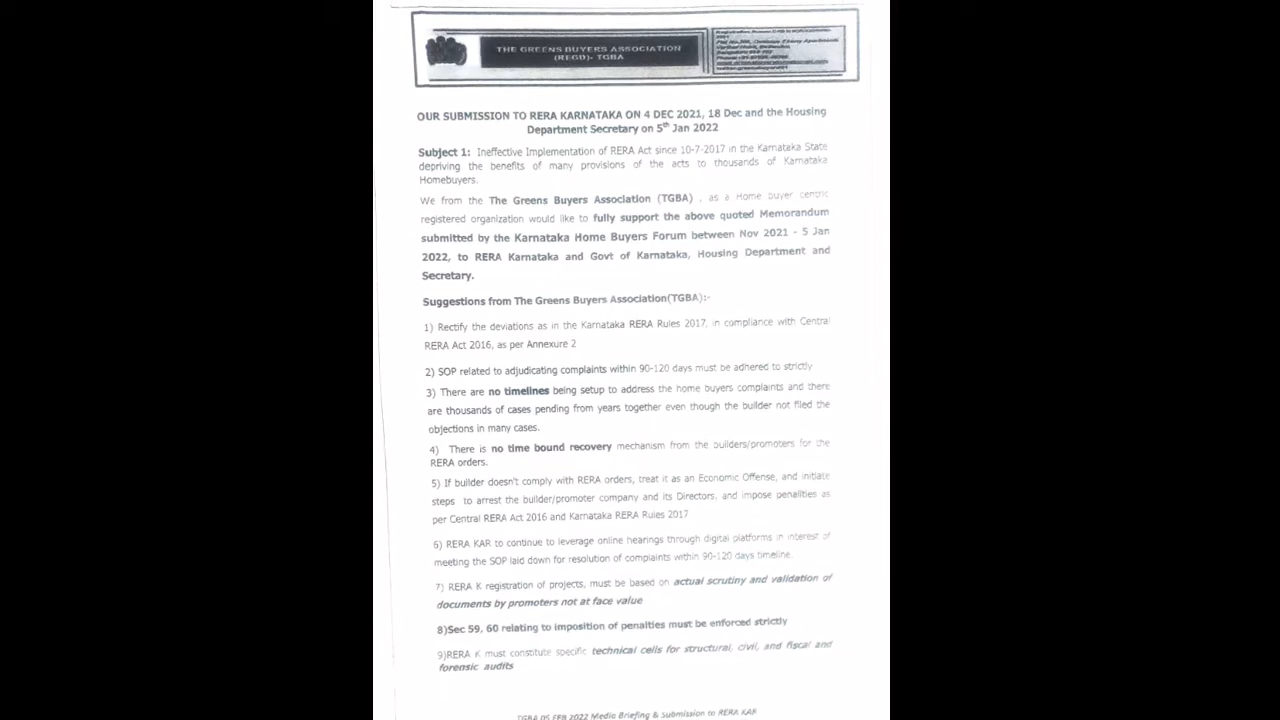 THE GREENS BUYERS ASSOCIATION
(REGD)- TGBA
OUR SUBMISSION TO RERA KARNATAKA ON 4 DEC 2021, 18 Dec and the Housing
Department Secretary on 5th Jan 2022
Subject 1: Ineffective Implementation of RERA Act since 10-7-2017 in the Karnataka State
depriving the benefits of many provisions of the acts to thousands of Karnataka
Homebuyers.
We from the The Greens Buyers Association (TGBA) , as a Home buyer centric
registered organization would like to fully support the above quoted Memorandum
submitted by the Karnataka Home Buyers Forum between Nov 2021 - 5 Jan
2022, to RERA Karnataka and Govt of Karnataka, Housing Department and
Secretary.
Suggestions from The Greens Buyers Association(TGBA):-
1) Rectify the deviations as in the Karnataka RERA Rules 2017, in compliance with Central
RERA Act 2016, as per Annexure 2
2) SOP related to adjudicating complaints within 90-120 days must be adhered to strictly
3) There are no timelines being setup to address the home buyers complaints and there
are thousands of cases pending from years together even though the builder not filed the
objections in many cases.
4) There is no time bound recovery mechanism from the builders/promoters for the
RERA orders.
5) If builder doesn't comply with RERA orders, treat it as an Economic Offense, and initiate
steps to arrest the builder/promoter company and its Directors, and impose penalities as
per Central RERA Act 2016 and Karnataka RERA Rules 2017
6) RERA KAR to continue to leverage online hearings through digital platforms in interest of
meeting the SOP laid down for resolution of complaints within 90-120 days timeline.
7) RERA K registration of projects, must be based on actual scrutiny and validation of
documents by promoters not at face value
8)Sec 59, 60 relating to imposition of penalties must be enforced strictly
9)RERA K must constitute specific technical cells for structural, civil, and fiscal and
forensic audits
TGBA 05 FEB 2022 Media Briefing & Submission to RERA KAR